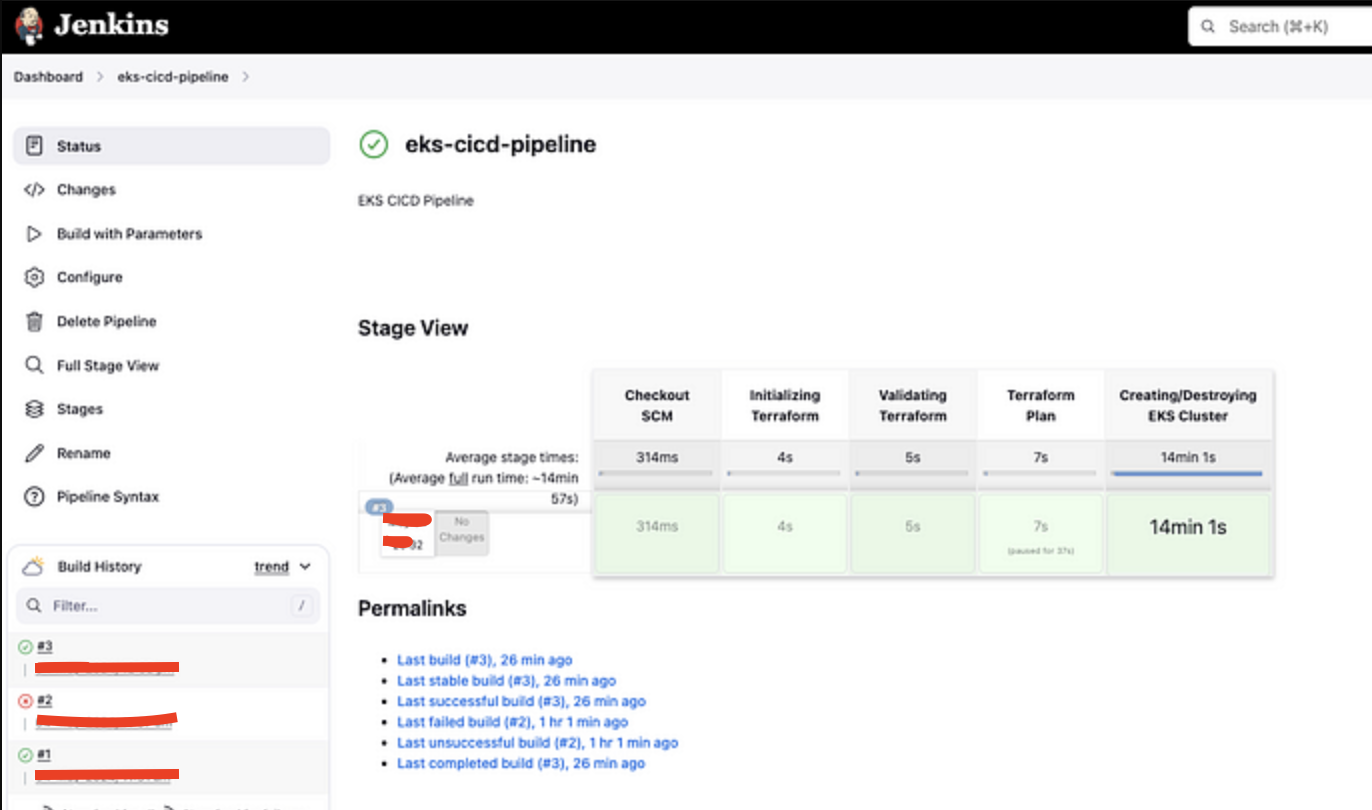 Jenkins
Search (⌘+K)
Dashboard > eks-cicd-pipeline >
Status
Changes
Build with Parameters
Configure
Delete Pipeline
Full Stage View
Stages
Rename
Pipeline Syntax
Build History trend
Filter... /
#3
#2
#1
eks-cicd-pipeline
EKS CICD Pipeline
Stage View
Checkout SCM
Initializing Terraform
Validating Terraform
Terraform Plan
Creating/Destroying EKS Cluster
Average stage times:
(Average full run time: ~14min
57s)
314ms 4s 5s 7s 14min 1s
#3
No Changes
314ms 4s 5s 7s 14min 1s
(paused for 37s)
Permalinks
Last build (#3), 26 min ago
Last stable build (#3), 26 min ago
Last successful build (#3), 26 min ago
Last failed build (#2), 1 hr 1 min ago
Last unsuccessful build (#2), 1 hr 1 min ago
Last completed build (#3), 26 min ago